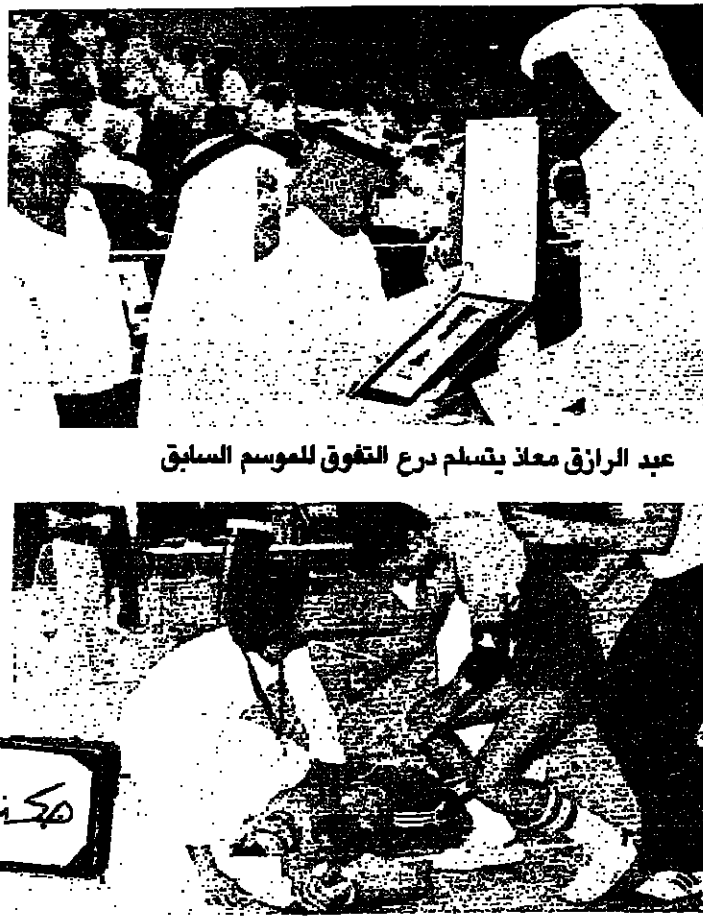 عبد الرازق معاذ يتسلم درع التفوق للموسم السابق